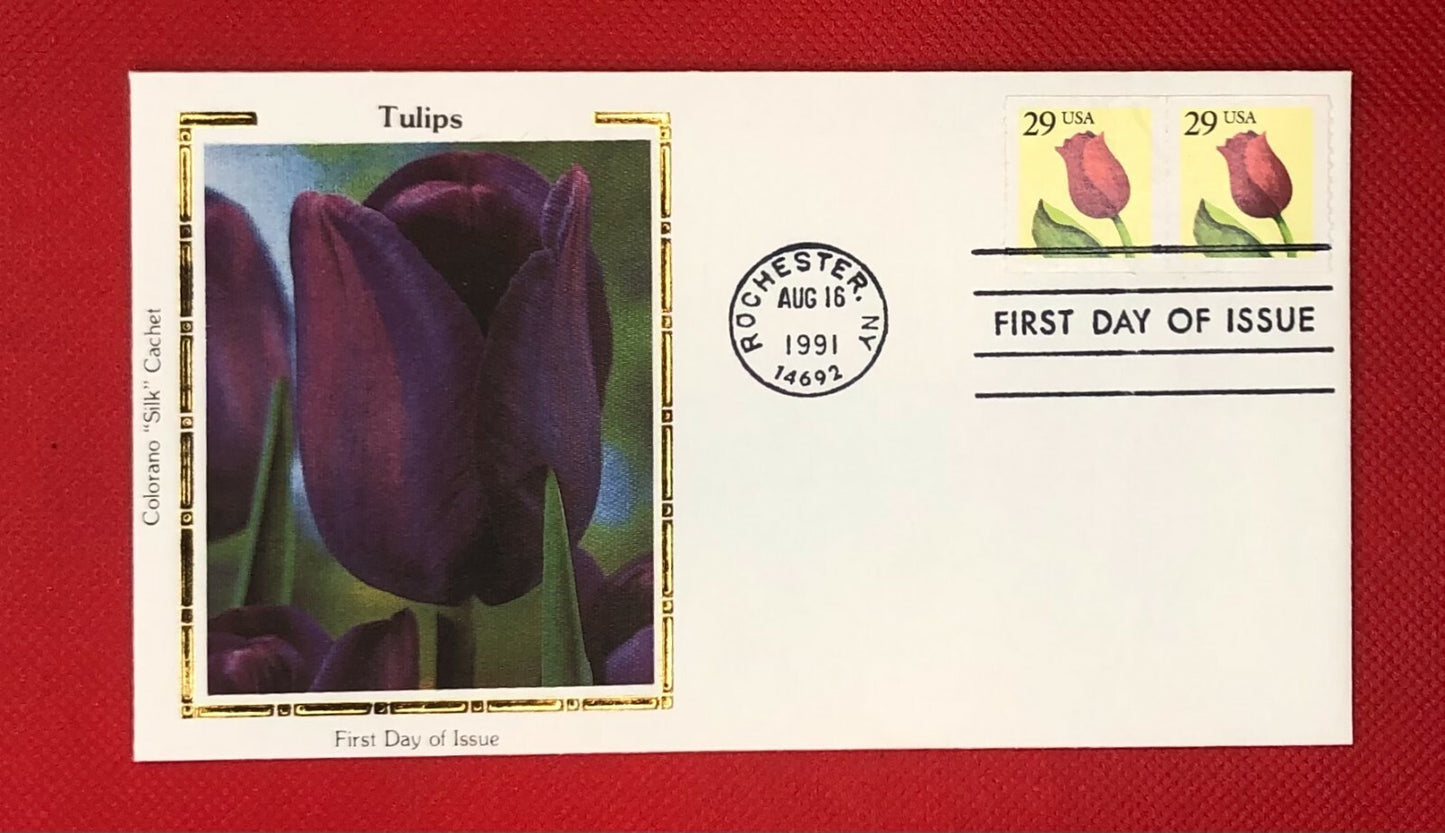 Tulips
Colorano "Silk" Cachet
First Day of Issue
29 USA
29 USA
ROCHESTER, NY
AUG 16
1991
14692
FIRST DAY OF ISSUE